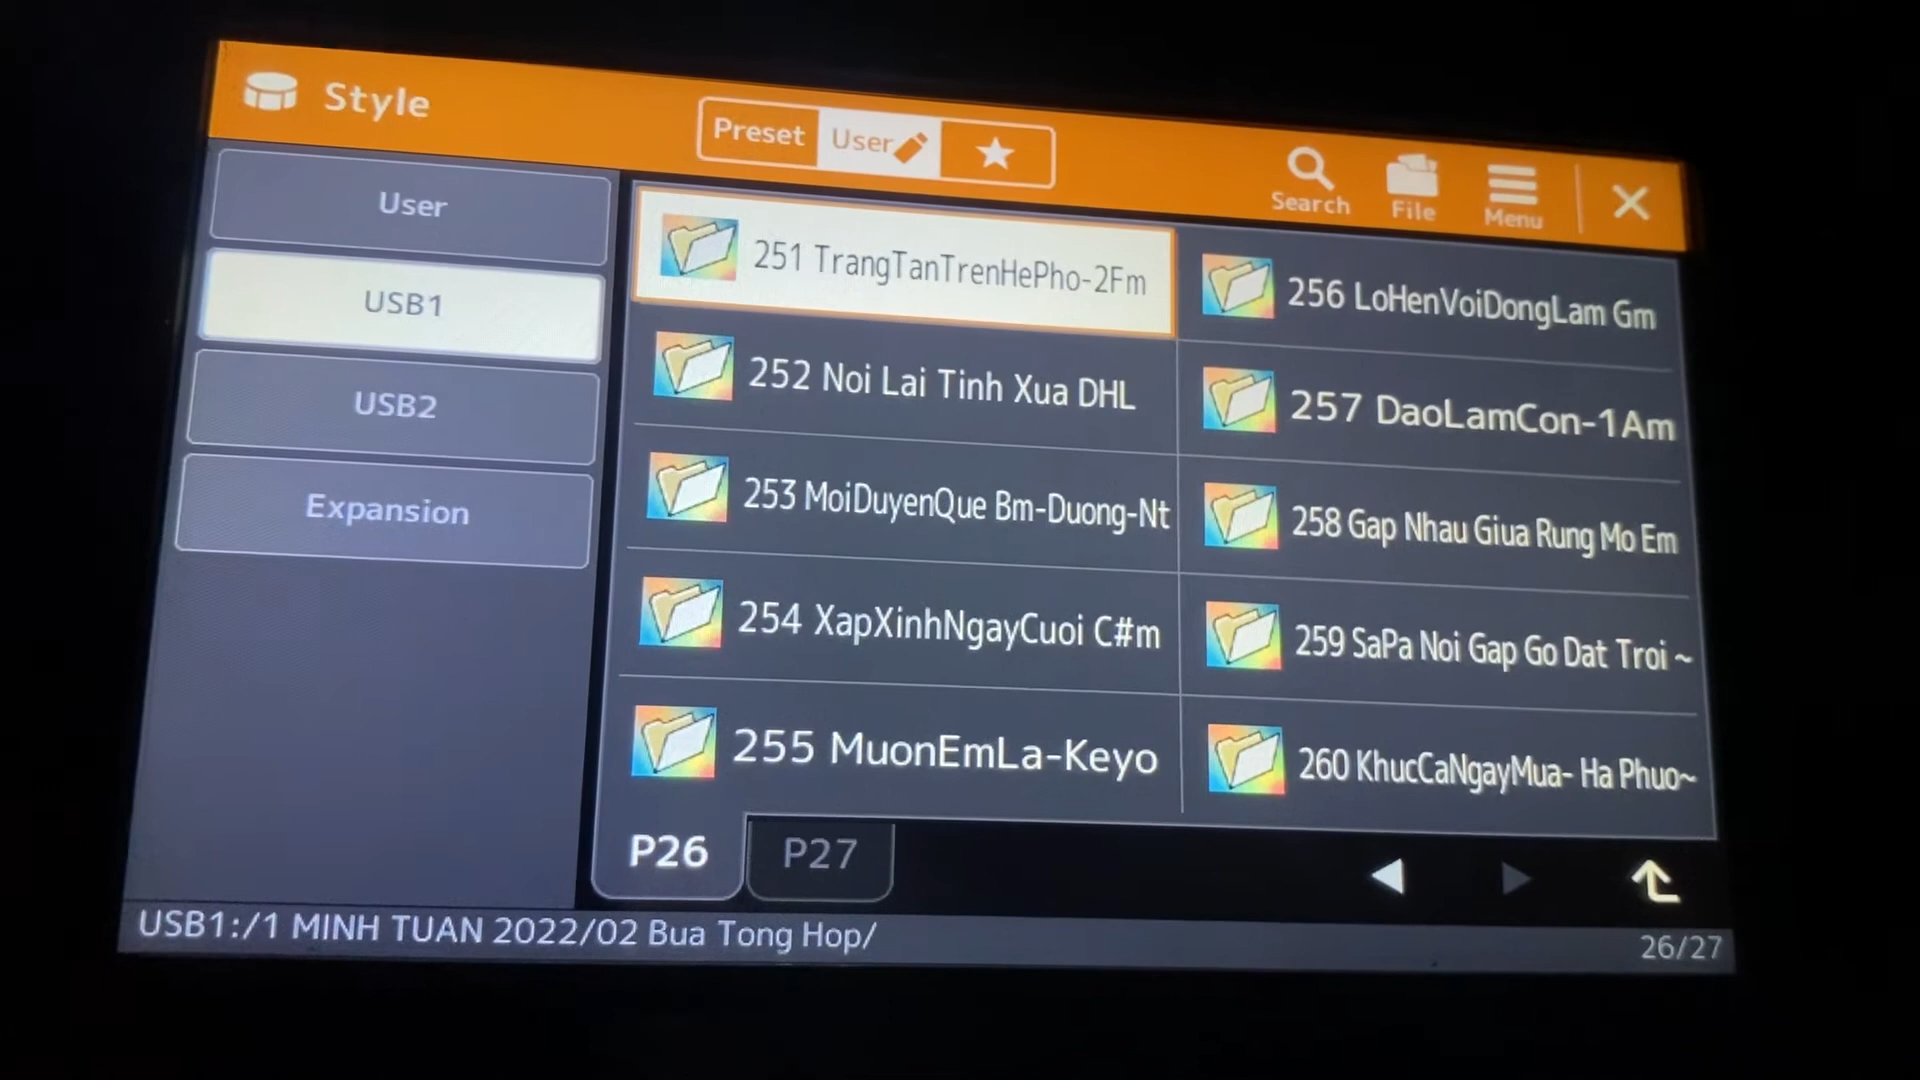 Style
Preset
User
Search
File
Menu
User
USB1
USB2
Expansion
251 TrangTanTrenHePho-2Fm
252 Noi Lai Tinh Xua DHL
253 MoiDuyenQue Bm-Duong-Nt
254 XapXinhNgayCuoi C#m
255 MuonEmLa-Keyo
256 LoHenVoiDongLam Gm
257 DaoLamCon-1Am
258 Gap Nhau Giua Rung Mo Em
259 SaPa Noi Gap Go Dat Troi ~
260 KhucCaNgayMua- Ha Phuo~
P26
P27
USB1:/1 MINH TUAN 2022/02 Bua Tong Hop/
26/27